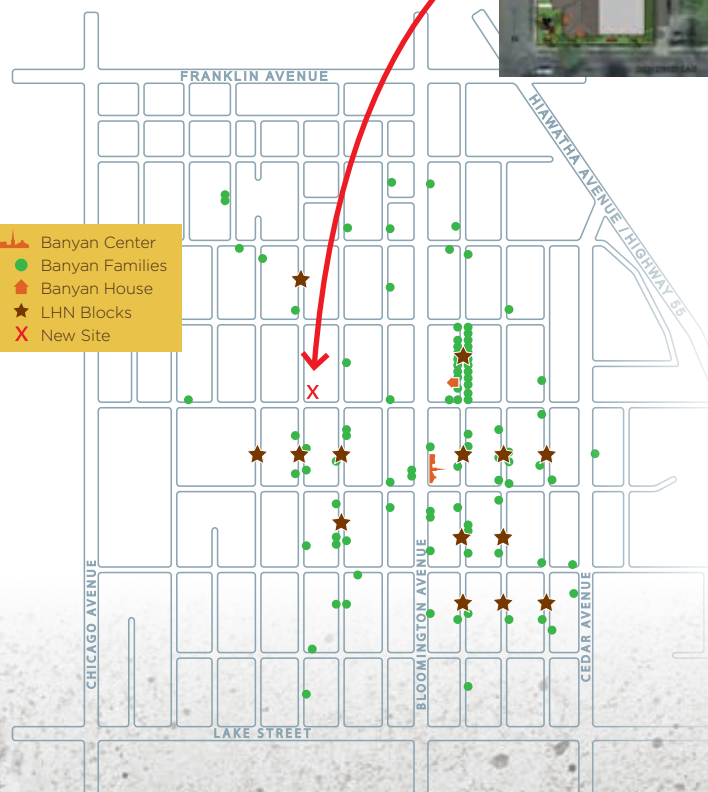 FRANKLIN AVENUE
HIAWATHA AVENUE / HIGHWAY 55
Banyan Center
Banyan Families
Banyan House
LHN Blocks
X New Site
X
CHICAGO AVENUE
BLOOMINGTON AVENUE
CEDAR AVENUE
LAKE STREET